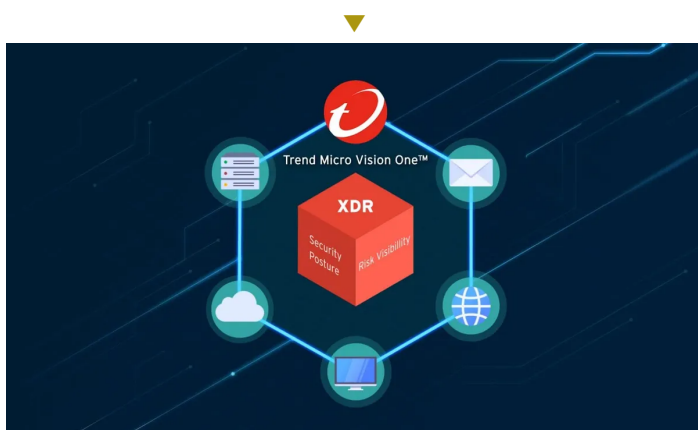 Trend Micro Vision One™
XDR
Security
Posture
Risk Visibility